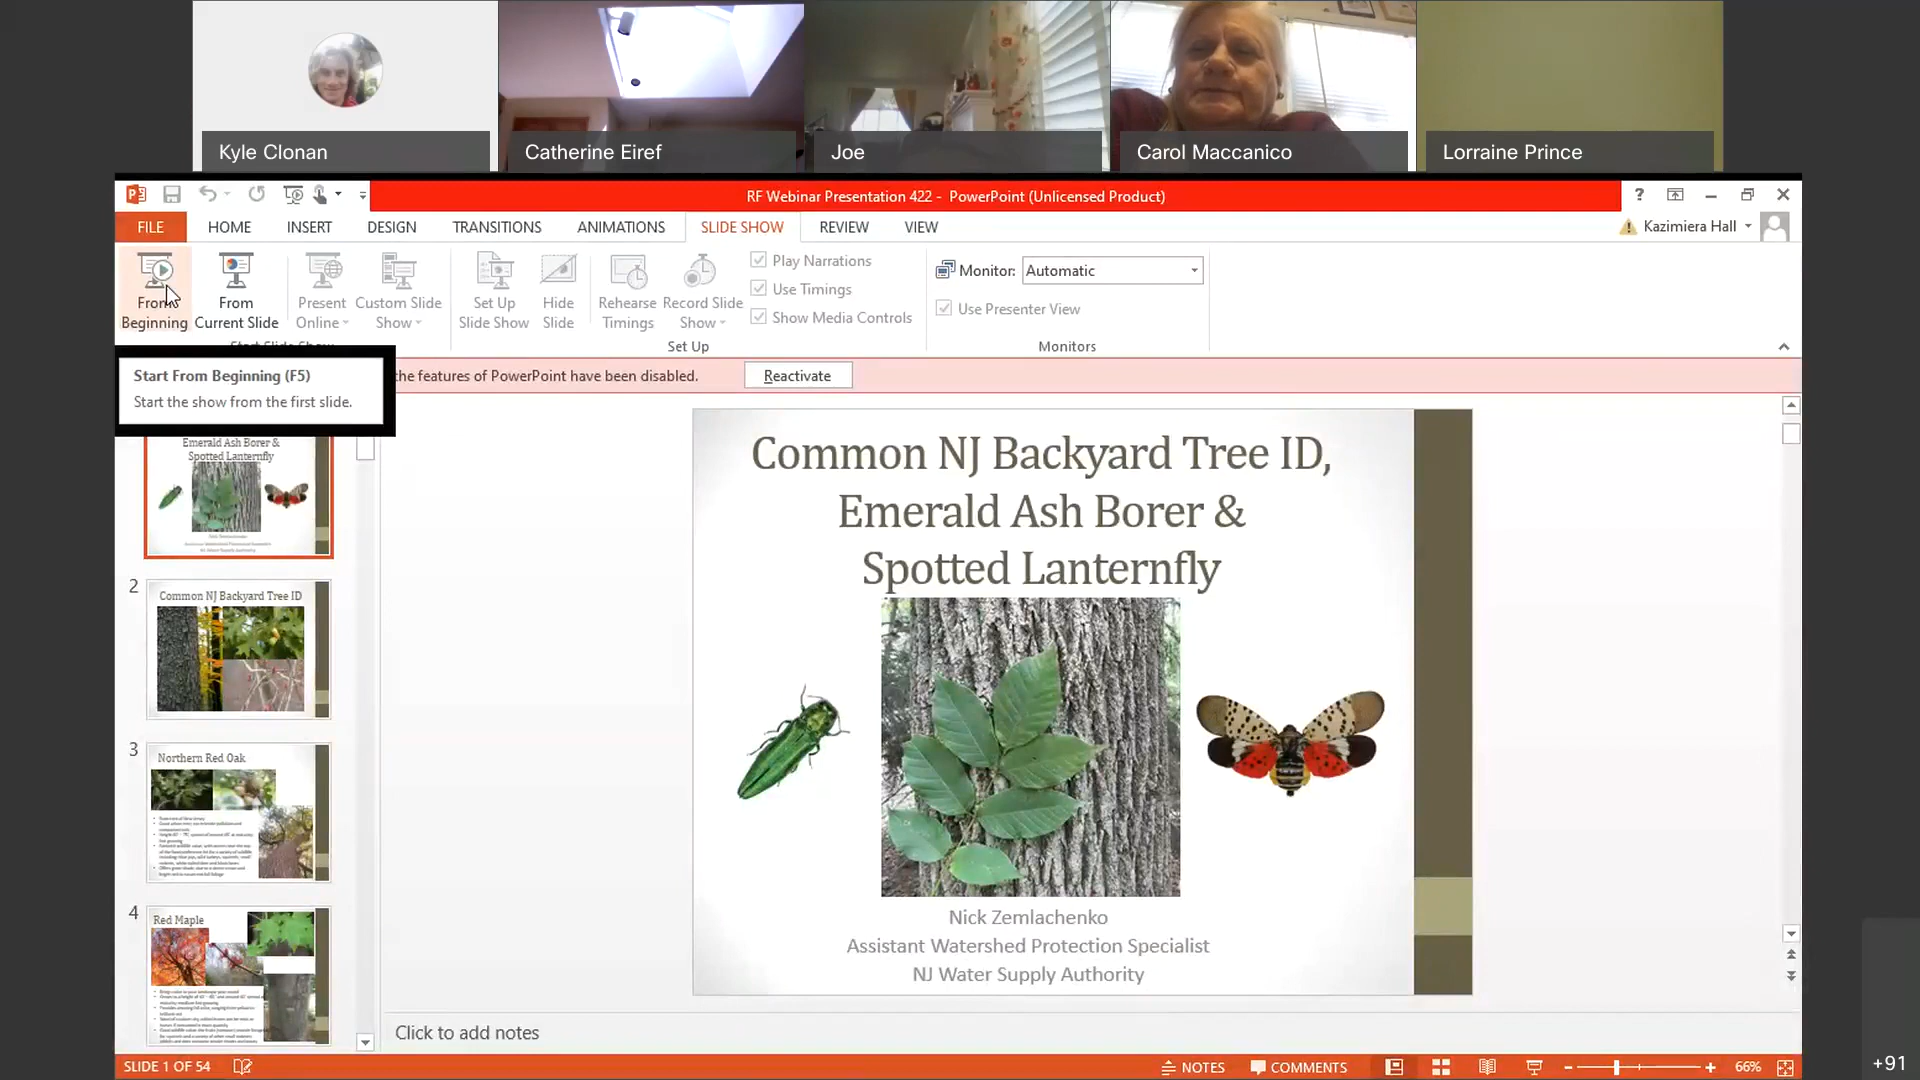 Kyle Clonan
Catherine Eiref
Joe
Carol Maccanico
Lorraine Prince
RF Webinar Presentation 422 - PowerPoint (Unlicensed Product)
?
FILE
HOME
INSERT
DESIGN
TRANSITIONS
ANIMATIONS
SLIDE SHOW
REVIEW
VIEW
Kazimiera Hall
From Beginning
From Current Slide
Present Online
Custom Slide Show
Set Up Slide Show
Hide Slide
Rehearse Timings
Record Slide Show
Play Narrations
Use Timings
Show Media Controls
Monitor: Automatic
Use Presenter View
Set Up
Monitors
Start From Beginning (F5)
Start the show from the first slide.
the features of PowerPoint have been disabled.
Reactivate
Emerald Ash Borer &
Spotted Lanternfly
2
Common NJ Backyard Tree ID
3
Northern Red Oak
4
Red Maple
Common NJ Backyard Tree ID,
Emerald Ash Borer &
Spotted Lanternfly
Nick Zemlachenko
Assistant Watershed Protection Specialist
NJ Water Supply Authority
Click to add notes
SLIDE 1 OF 54
NOTES
COMMENTS
66%
+91